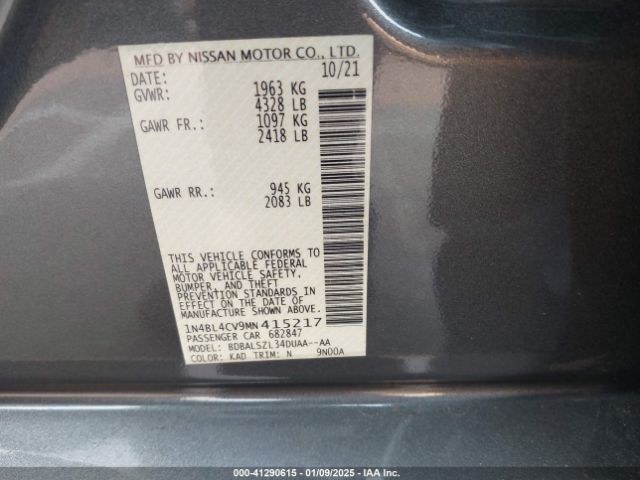 MFD BY NISSAN MOTOR CO., LTD.
DATE: 10/21
GVWR: 1963 KG
4328 LB
GAWR FR.: 1097 KG
2418 LB
GAWR RR.: 945 KG
2083 LB
THIS VEHICLE CONFORMS TO
ALL APPLICABLE FEDERAL
MOTOR VEHICLE SAFETY,
BUMPER, AND THEFT
PREVENTION STANDARDS IN
EFFECT ON THE DATE OF
MANUFACTURE SHOWN ABOVE.
1N4BL4CV9MN415217
PASSENGER CAR 682847
MODEL: BDBALSZL34DUAA--AA
COLOR: KAD TRIM: N 9N00A
000-41290615 - 01/09/2025 - IAA Inc.